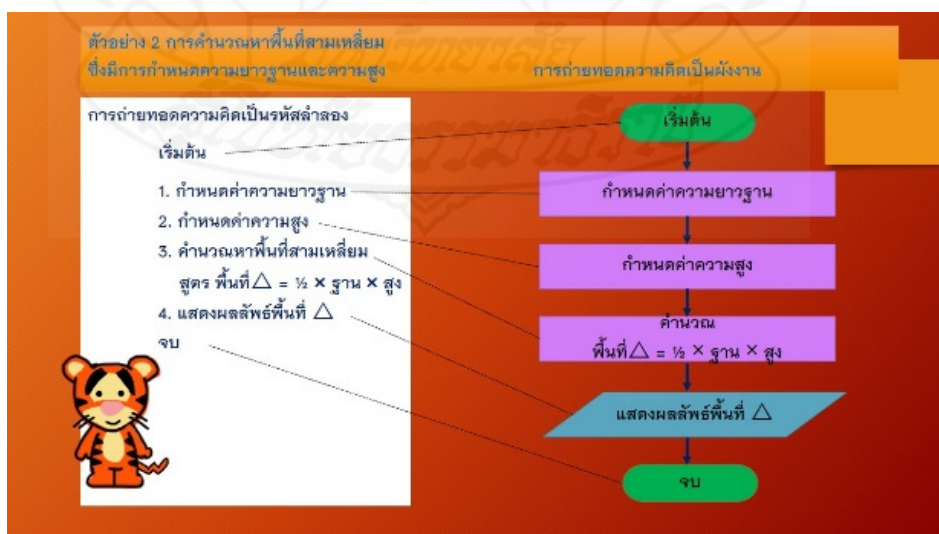 ตัวอย่าง 2 การคำนวณหาพื้นที่สามเหลี่ยม
ซึ่งมีการกำหนดความยาวฐานและความสูง
การถ่ายทอดความคิดเป็นผังงาน
การถ่ายทอดความคิดเป็นรหัสลำลอง
เริ่มต้น
1. กำหนดค่าความยาวฐาน
2. กำหนดค่าความสูง
3. คำนวณหาพื้นที่สามเหลี่ยม
สูตร พื้นที่△ = ½ × ฐาน × สูง
4. แสดงผลลัพธ์พื้นที่ △
จบ
เริ่มต้น
กำหนดค่าความยาวฐาน
กำหนดค่าความสูง
คำนวณ
พื้นที่△ = ½ × ฐาน × สูง
แสดงผลลัพธ์พื้นที่ △
จบ